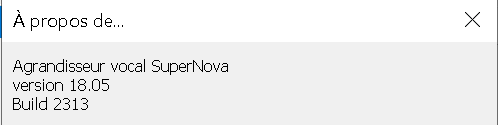 À propos de...
Agrandisseur vocal SuperNova
version 18.05
Build 2313